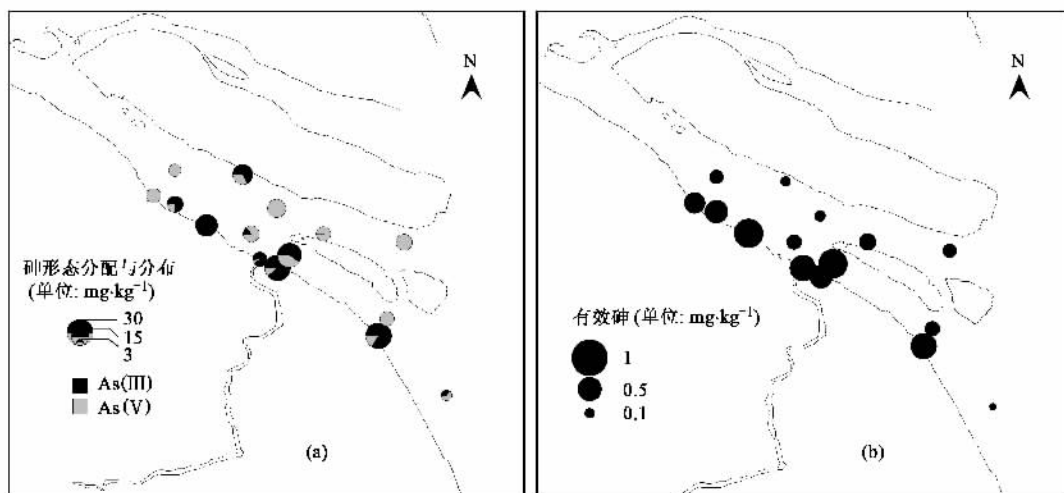 N
砷形态分配与分布
(单位: mg·kg⁻¹)
30
15
3
As(III)
As(V)
(a)
N
有效砷 (单位: mg·kg⁻¹)
1
0.5
0.1
(b)